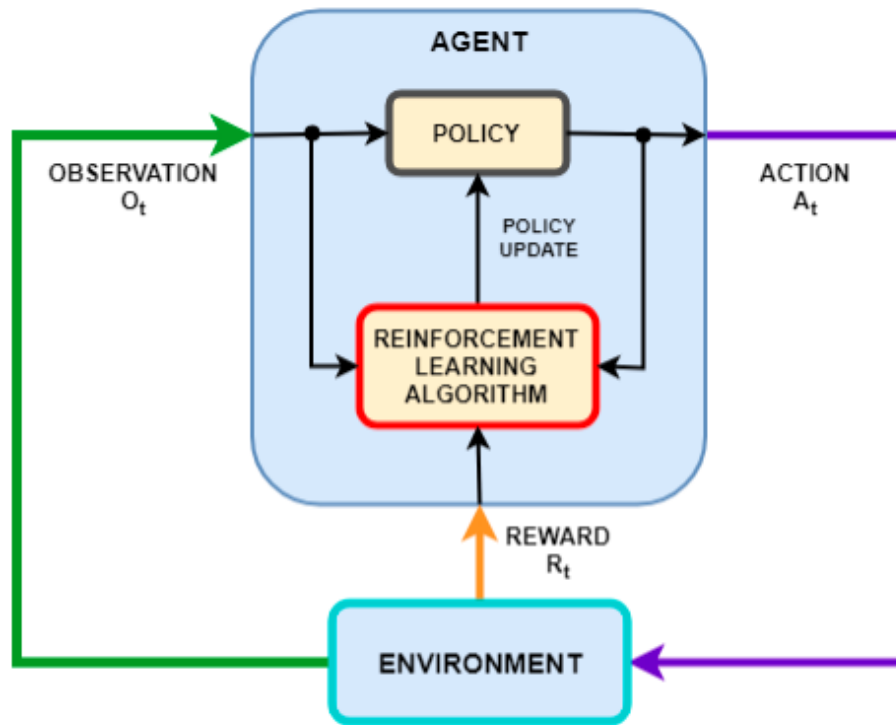 AGENT
POLICY
OBSERVATION
Oₜ
ACTION
Aₜ
POLICY
UPDATE
REINFORCEMENT
LEARNING
ALGORITHM
REWARD
Rₜ
ENVIRONMENT